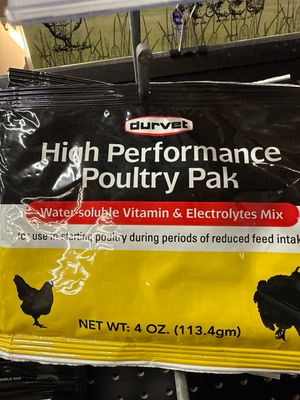 durvet
High Performance
Poultry Pak
Water soluble Vitamin & Electrolytes Mix
for use in starting poultry during periods of reduced feed intak
NET WT: 4 OZ. (113.4gm)